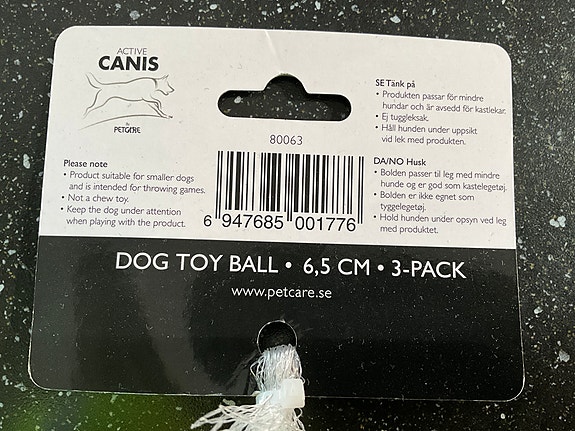 ACTIVE
CANIS
By
PETCARE
Please note
• Product suitable for smaller dogs
and is intended for throwing games.
• Not a chew toy.
• Keep the dog under attention
when playing with the product.
80063
6 947685 001776
SE Tänk på
• Produkten passar för mindre
hundar och är avsedd för kastlekar.
• Ej tuggleksak.
• Håll hunden under uppsikt
vid lek med produkten.
DA/NO Husk
• Bolden passer til leg med mindre
hunde og er god som kastelegetøj.
• Bolden er ikke egnet som
tyggelegetøj.
• Hold hunden under opsyn ved leg
med produktet.
DOG TOY BALL • 6,5 CM • 3-PACK
www.petcare.se